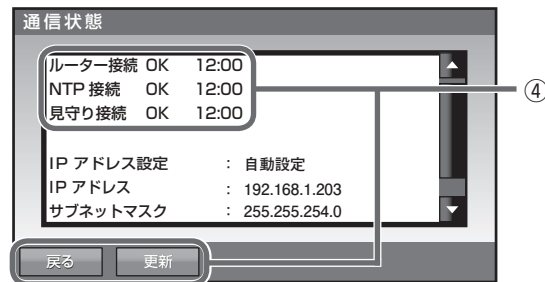 通信状態
ルーター接続 OK 12:00
NTP 接続 OK 12:00
見守り接続 OK 12:00
④
IP アドレス設定 : 自動設定
IP アドレス : 192.168.1.203
サブネットマスク : 255.255.254.0
戻る 更新